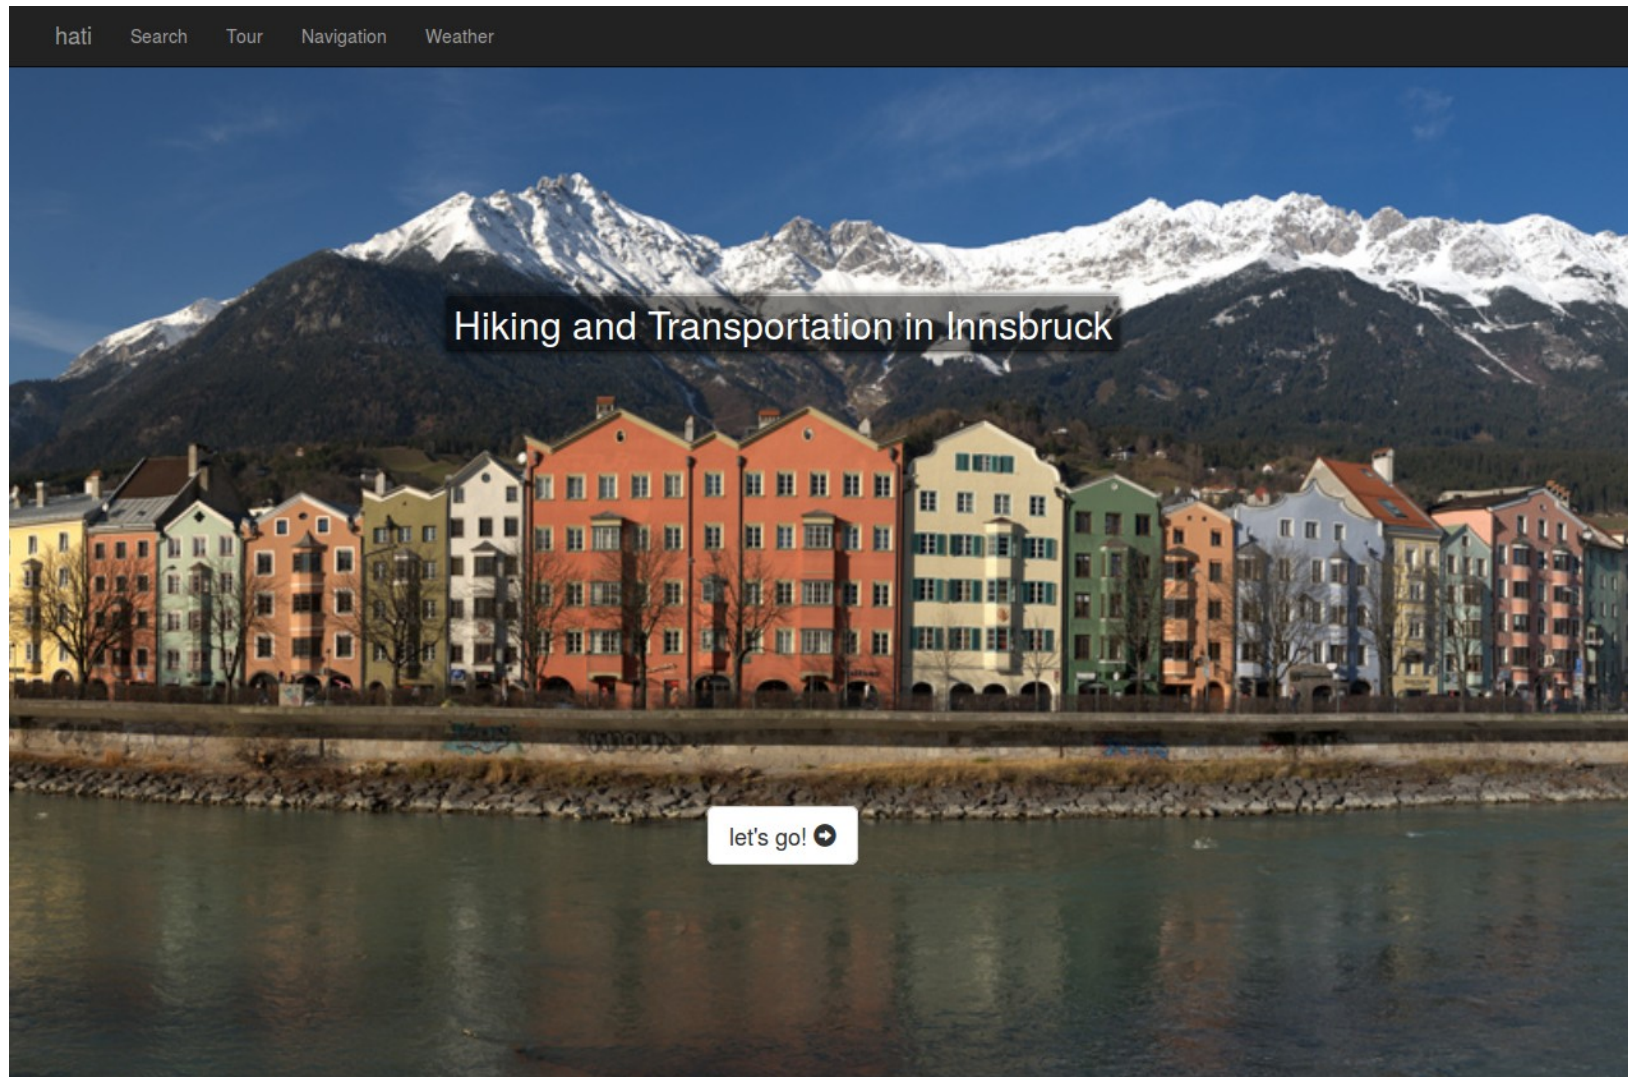 hati Search Tour Navigation Weather
Hiking and Transportation in Innsbruck
let's go!